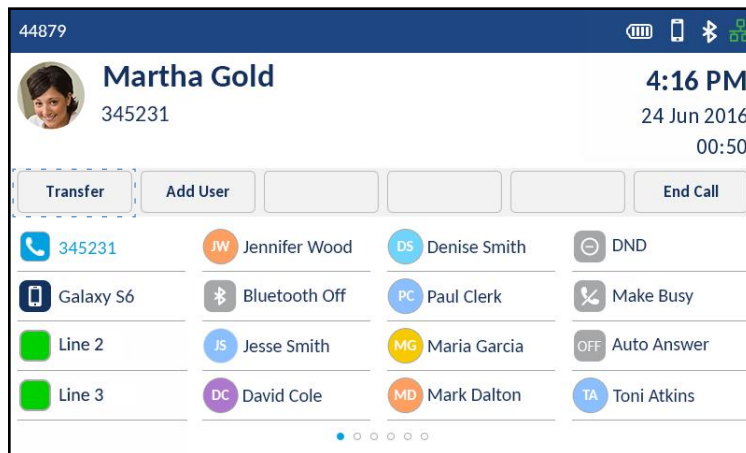 44879
Martha Gold
345231
4:16 PM
24 Jun 2016
00:50
Transfer Add User End Call
345231 JW Jennifer Wood DS Denise Smith DND
Galaxy S6 Bluetooth Off PC Paul Clerk Make Busy
Line 2 JS Jesse Smith MG Maria Garcia OFF Auto Answer
Line 3 DC David Cole MD Mark Dalton TA Toni Atkins